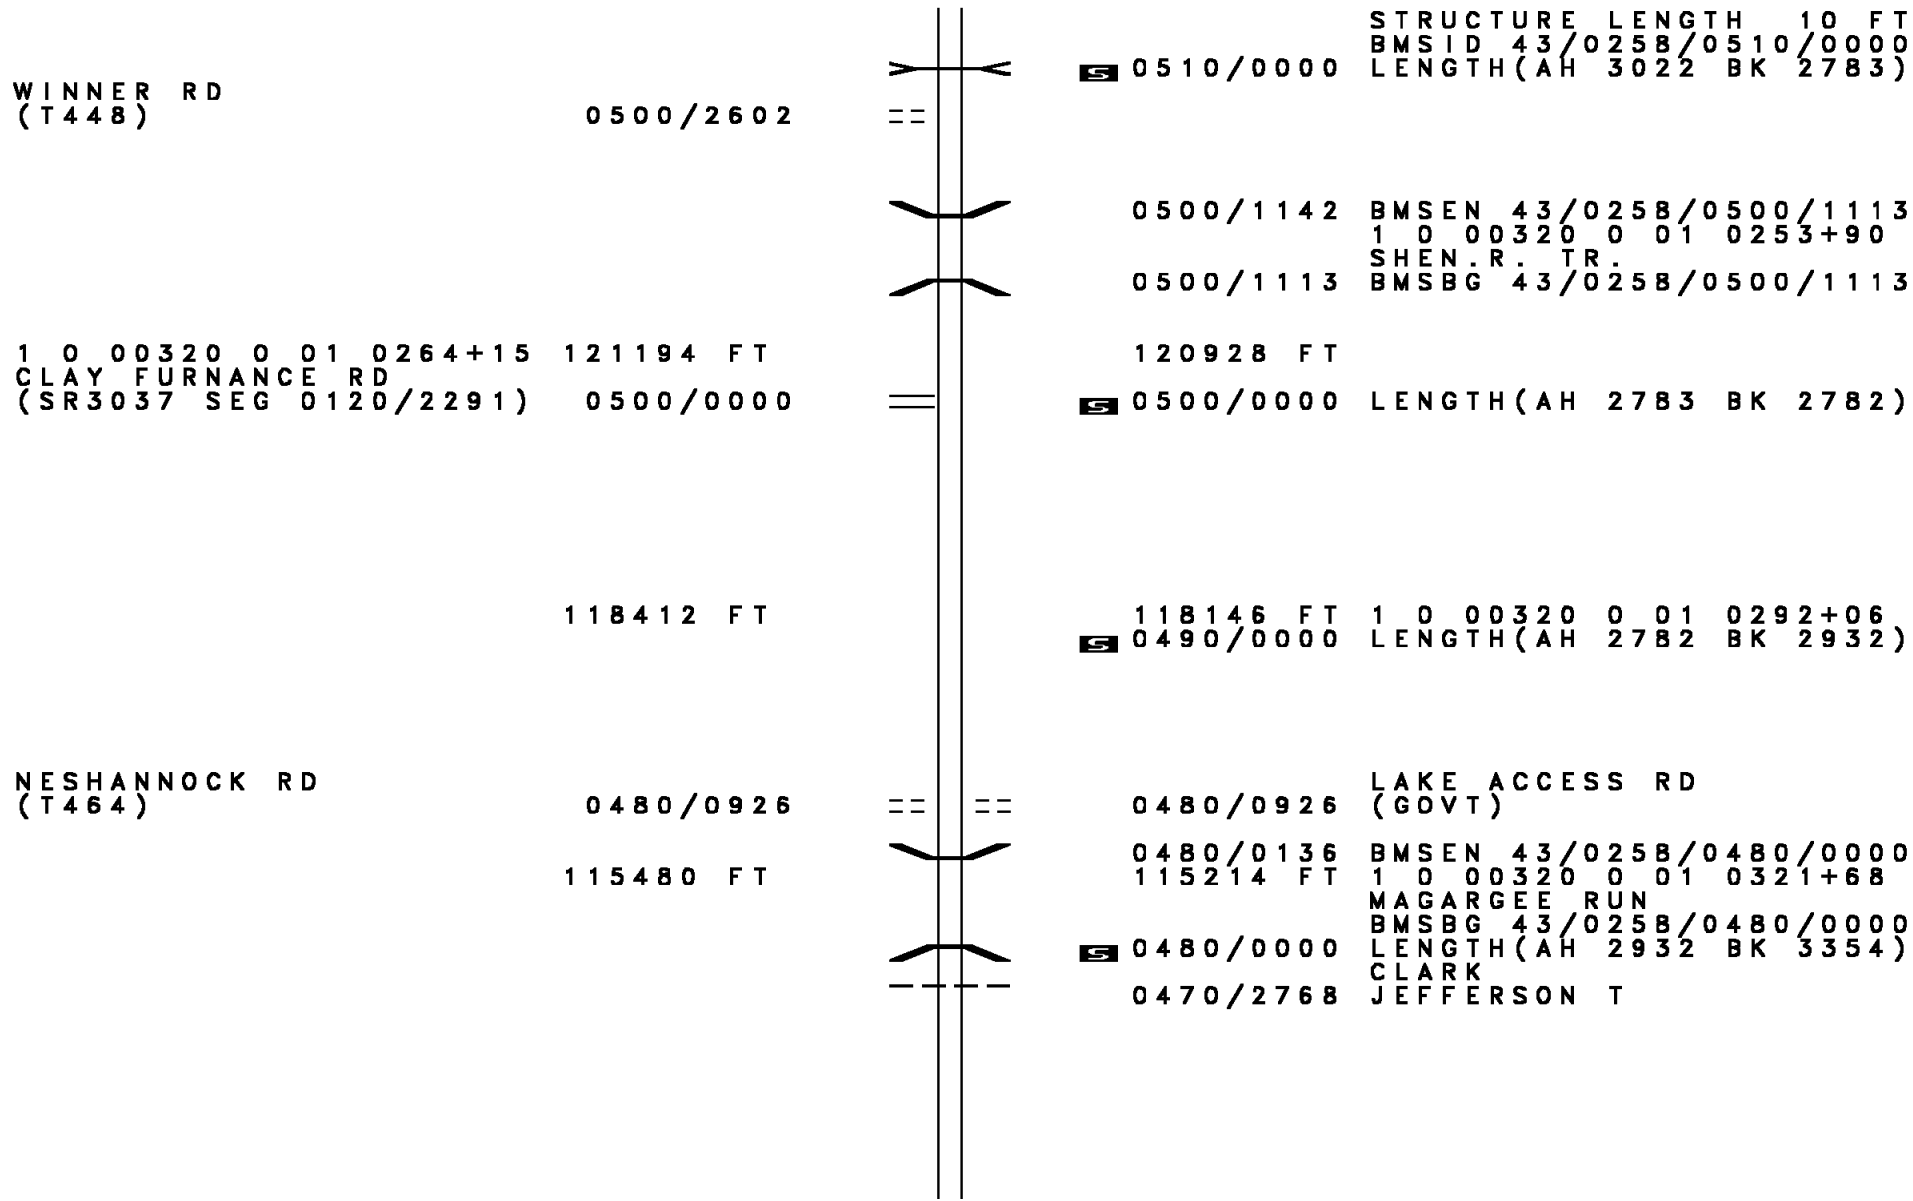 STRUCTURE LENGTH 10 FT
BMSID 43/0258/0510/0000
S 0510/0000 LENGTH(AH 3022 BK 2783)
WINNER RD
(T448) 0500/2602
0500/1142 BMSEN 43/0258/0500/1113
1 0 00320 0 01 0253+90
SHEN.R. TR.
0500/1113 BMSBG 43/0258/0500/1113
1 0 00320 0 01 0264+15 121194 FT 120928 FT
CLAY FURNANCE RD
(SR3037 SEG 0120/2291) 0500/0000 S 0500/0000 LENGTH(AH 2783 BK 2782)
118412 FT 118146 FT 1 0 00320 0 01 0292+06
S 0490/0000 LENGTH(AH 2782 BK 2932)
NESHANNOCK RD LAKE ACCESS RD
(T464) 0480/0926 0480/0926 (GOVT)
0480/0136 BMSEN 43/0258/0480/0000
115480 FT 115214 FT 1 0 00320 0 01 0321+68
MAGARGEE RUN
BMSBG 43/0258/0480/0000
S 0480/0000 LENGTH(AH 2932 BK 3354)
CLARK
0470/2768 JEFFERSON T